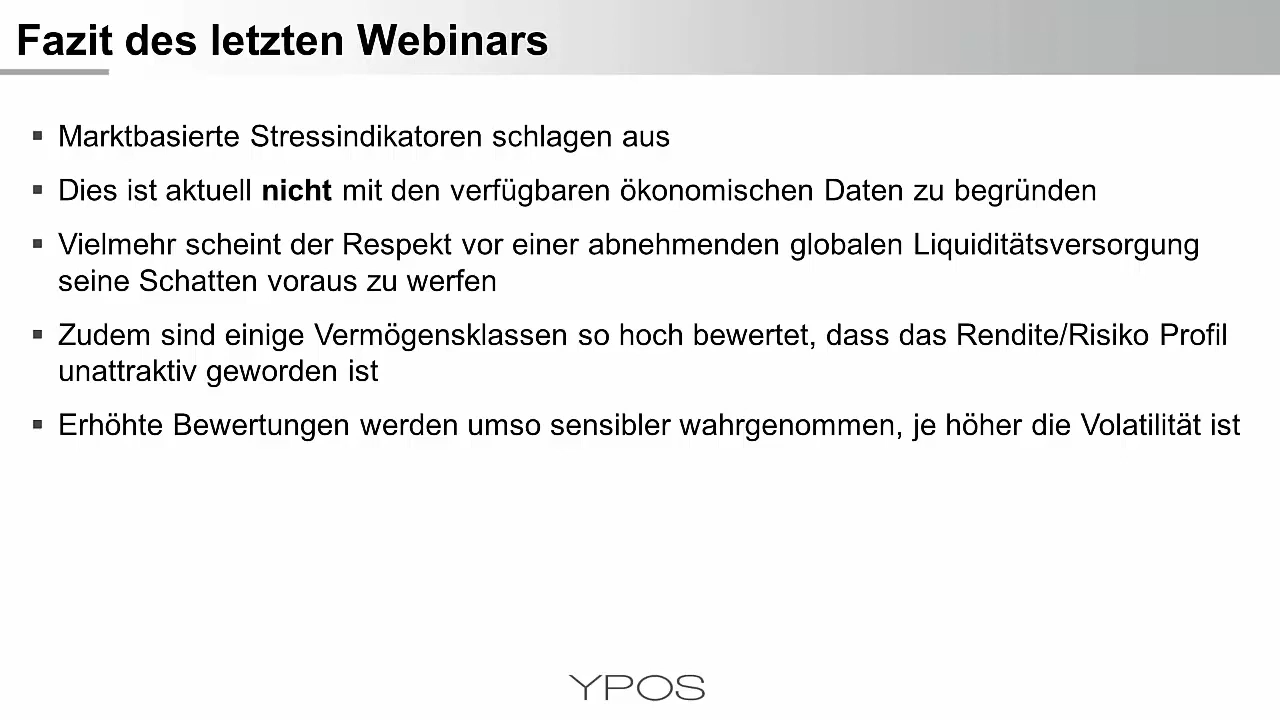 Fazit des letzten Webinars
Marktbasierte Stressindikatoren schlagen aus
Dies ist aktuell nicht mit den verfügbaren ökonomischen Daten zu begründen
Vielmehr scheint der Respekt vor einer abnehmenden globalen Liquiditätsversorgung
seine Schatten voraus zu werfen
Zudem sind einige Vermögensklassen so hoch bewertet, dass das Rendite/Risiko Profil
unattraktiv geworden ist
Erhöhte Bewertungen werden umso sensibler wahrgenommen, je höher die Volatilität ist
YPOS